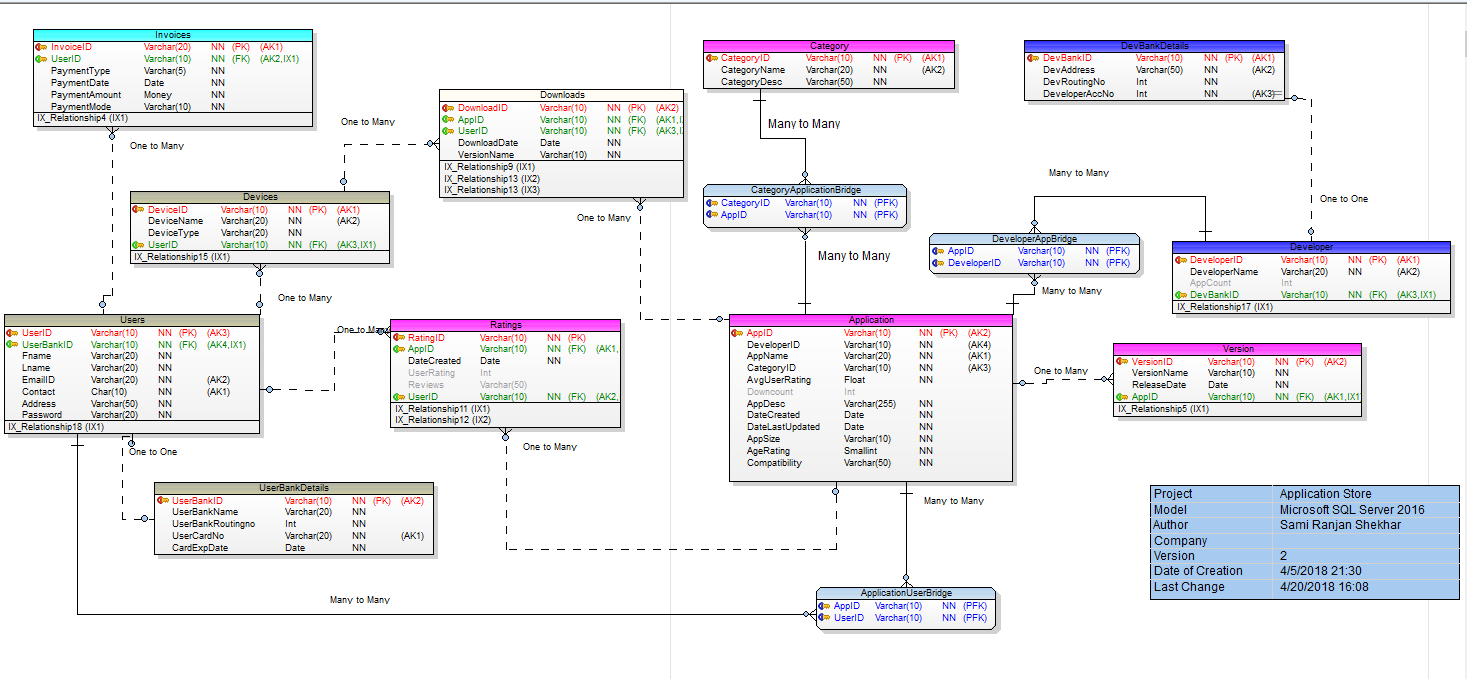 Invoices
InvoiceID Varchar(20) NN (PK) (AK1)
UserID Varchar(10) NN (FK) (AK2,IX1)
PaymentType Varchar(5) NN
PaymentDate Date NN
PaymentAmount Money NN
PaymentMode Varchar(10) NN
IX_Relationship4 (IX1)
One to Many
One to Many
Downloads
DownloadID Varchar(10) NN (PK) (AK2)
AppID Varchar(10) NN (FK) (AK1,I
UserID Varchar(10) NN (FK) (AK3,I
DownloadDate Date NN
VersionName Varchar(10) NN
IX_Relationship9 (IX1)
IX_Relationship13 (IX2)
IX_Relationship13 (IX3)
One to Many
Category
CategoryID Varchar(10) NN (PK) (AK1)
CategoryName Varchar(20) NN (AK2)
CategoryDesc Varchar(50) NN
Many to Many
DevBankDetails
DevBankID Varchar(10) NN (PK) (AK1)
DevAddress Varchar(50) NN (AK2)
DevRoutingNo Int NN
DeveloperAccNo Int NN (AK3)
Devices
DeviceID Varchar(10) NN (PK) (AK1)
DeviceName Varchar(20) NN (AK2)
DeviceType Varchar(20) NN
UserID Varchar(10) NN (FK) (AK3,IX1)
IX_Relationship15 (IX1)
One to Many
CategoryApplicationBridge
CategoryID Varchar(10) NN (PFK)
AppID Varchar(10) NN (PFK)
Many to Many
Many to Many
One to One
DeveloperAppBridge
AppID Varchar(10) NN (PFK)
DeveloperID Varchar(10) NN (PFK)
Many to Many
Developer
DeveloperID Varchar(10) NN (PK) (AK1)
DeveloperName Varchar(20) NN (AK2)
AppCount Int
DevBankID Varchar(10) NN (FK) (AK3,IX1)
IX_Relationship17 (IX1)
Users
UserID Varchar(10) NN (PK) (AK3)
UserBankID Varchar(10) NN (FK) (AK4,IX1)
Fname Varchar(20) NN
Lname Varchar(20) NN
EmailID Varchar(20) NN (AK2)
Contact Char(10) NN (AK1)
Address Varchar(50) NN
Password Varchar(20) NN
IX_Relationship18 (IX1)
One to One
One to Many
Ratings
RatingID Varchar(10) NN (PK)
AppID Varchar(10) NN (FK) (AK1,
DateCreated Date NN
UserRating Int
Reviews Varchar(50)
UserID Varchar(10) NN (FK) (AK2,
IX_Relationship11 (IX1)
IX_Relationship12 (IX2)
One to Many
Application
AppID Varchar(10) NN (PK) (AK2)
DeveloperID Varchar(10) NN (AK4)
AppName Varchar(20) NN (AK1)
CategoryID Varchar(10) NN (AK3)
AvgUserRating Float NN
Downcount Int
AppDesc Varchar(255) NN
DateCreated Date NN
DateLastUpdated Date NN
AppSize Varchar(10) NN
AgeRating Smallint NN
Compatibility Varchar(50) NN
One to Many
Version
VersionID Varchar(10) NN (PK) (AK2)
VersionName Varchar(10) NN
ReleaseDate Date NN
AppID Varchar(10) NN (FK) (AK1,IX1
IX_Relationship5 (IX1)
UserBankDetails
UserBankID Varchar(10) NN (PK) (AK2)
UserBankName Varchar(20) NN
UserBankRoutingno Int NN
UserCardNo Varchar(20) NN (AK1)
CardExpDate Date NN
Many to Many
Many to Many
ApplicationUserBridge
AppID Varchar(10) NN (PFK)
UserID Varchar(10) NN (PFK)
Project Application Store
Model Microsoft SQL Server 2016
Author Sami Ranjan Shekhar
Company
Version 2
Date of Creation 4/5/2018 21:30
Last Change 4/20/2018 16:08